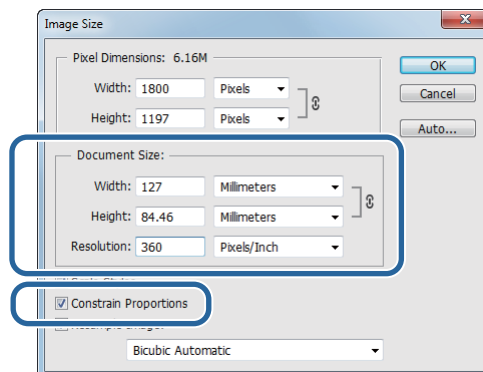 Image Size
Pixel Dimensions: 6.16M
Width: 1800 Pixels
Height: 1197 Pixels
OK
Cancel
Auto...
Document Size:
Width: 127 Millimeters
Height: 84.46 Millimeters
Resolution: 360 Pixels/Inch
Constrain Proportions
Bicubic Automatic